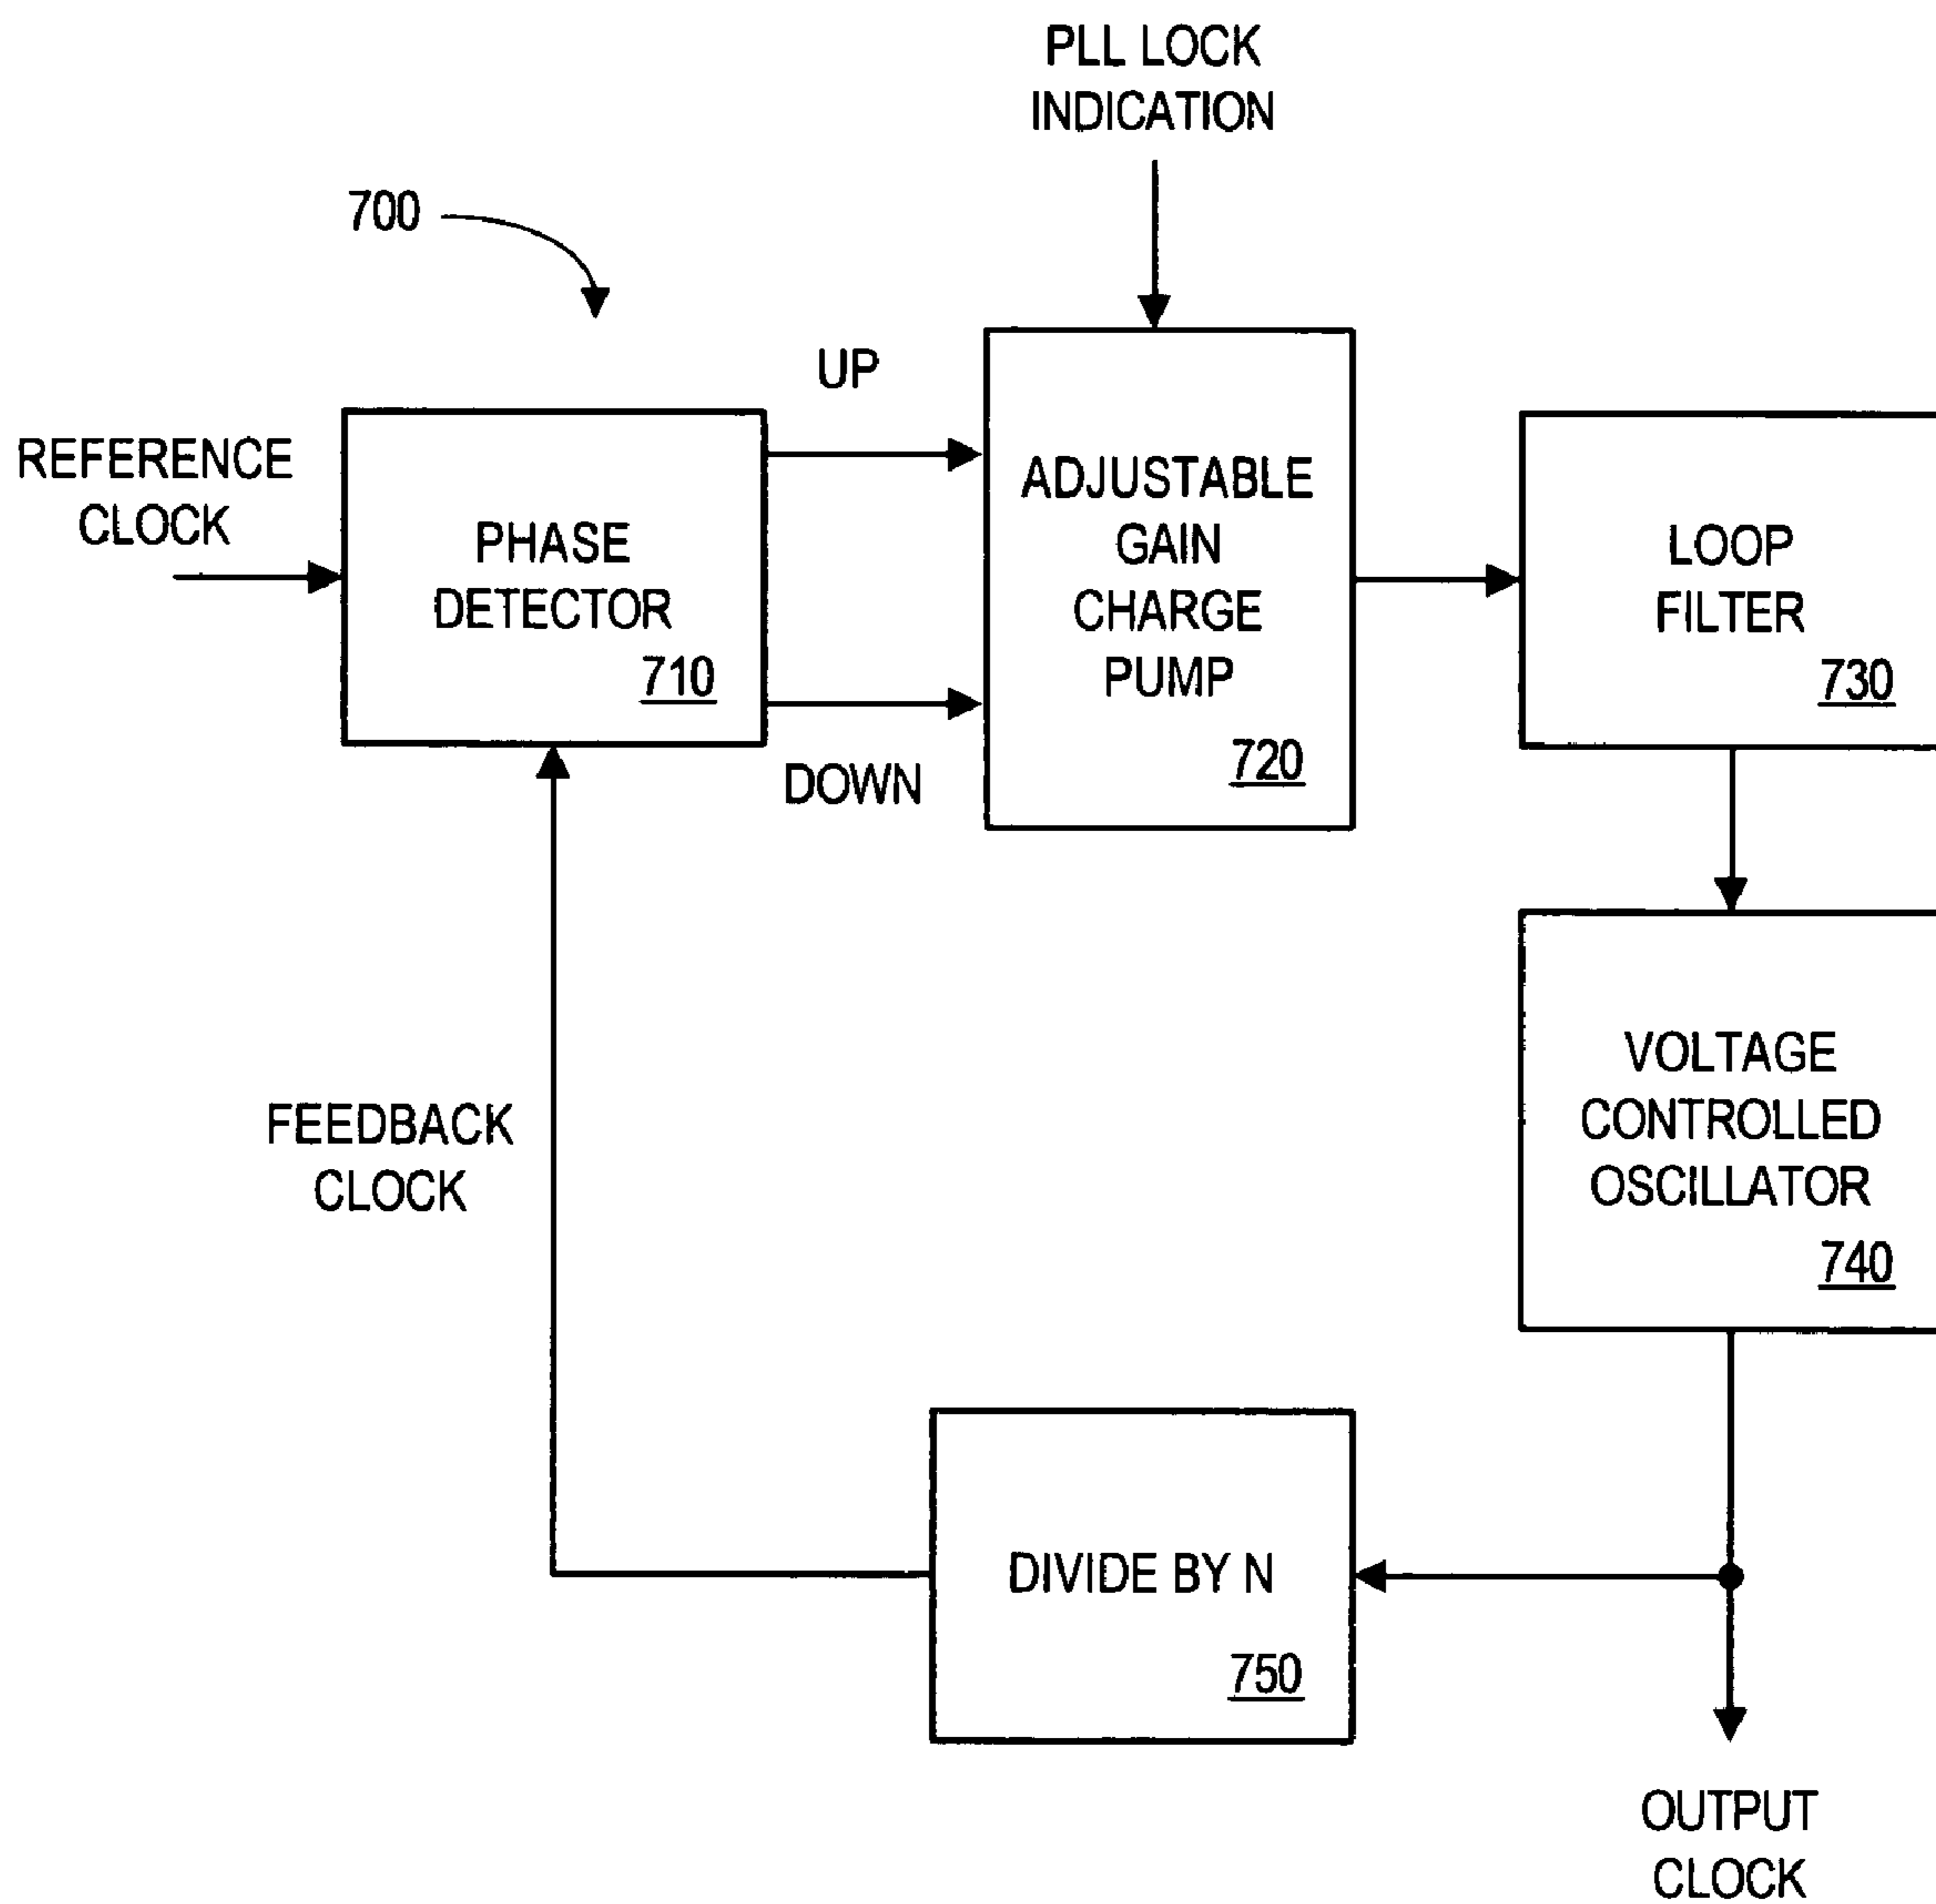 PLL LOCK
INDICATION
700
UP
REFERENCE
CLOCK
PHASE
DETECTOR
710
DOWN
ADJUSTABLE
GAIN
CHARGE
PUMP
720
LOOP
FILTER
730
VOLTAGE
CONTROLLED
OSCILLATOR
740
FEEDBACK
CLOCK
DIVIDE BY N
750
OUTPUT
CLOCK